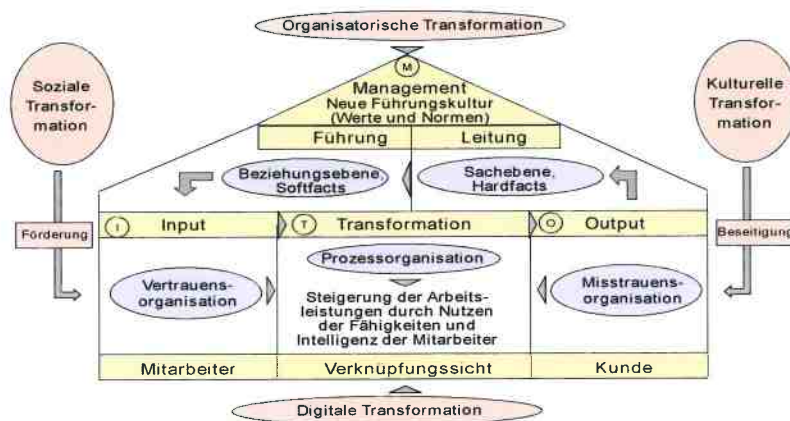 Organisatorische Transformation
Soziale
Transfor-
mation
M
Management
Neue Führungskultur
(Werte und Normen)
Kulturelle
Transfor-
mation
Führung
Leitung
Beziehungsebene,
Softfacts
Sachebene,
Hardfacts
Förderung
I
Input
T
Transformation
O
Output
Beseitigung
Prozessorganisation
Vertrauens-
organisation
Steigerung der Arbeits-
leistungen durch Nutzen
der Fähigkeiten und
Intelligenz der Mitarbeiter
Misstrauens-
organisation
Mitarbeiter
Verknüpfungssicht
Kunde
Digitale Transformation